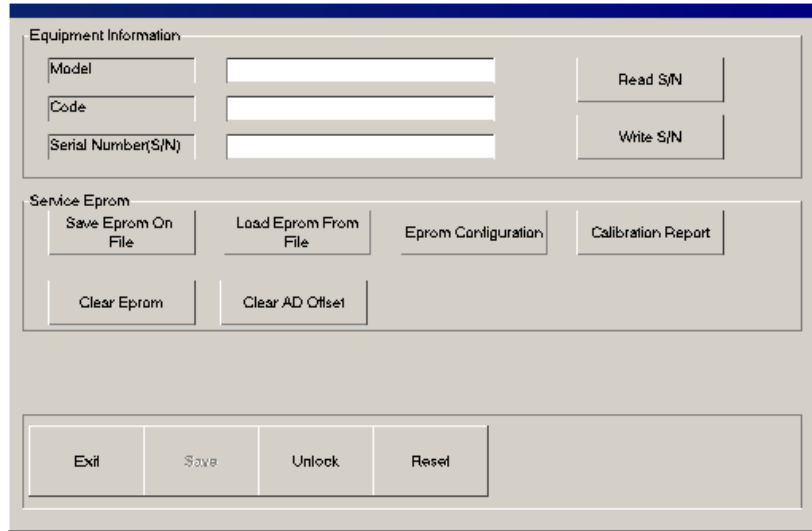 Equipment Information
Model
Read S/N
Code
Write S/N
Serial Number(S/N)
Service Eprom
Save Eprom On
File
Load Eprom From
File
Eprom Configuration
Calibration Report
Clear Eprom
Clear AD Offset
Exit
Save
Unlock
Reset